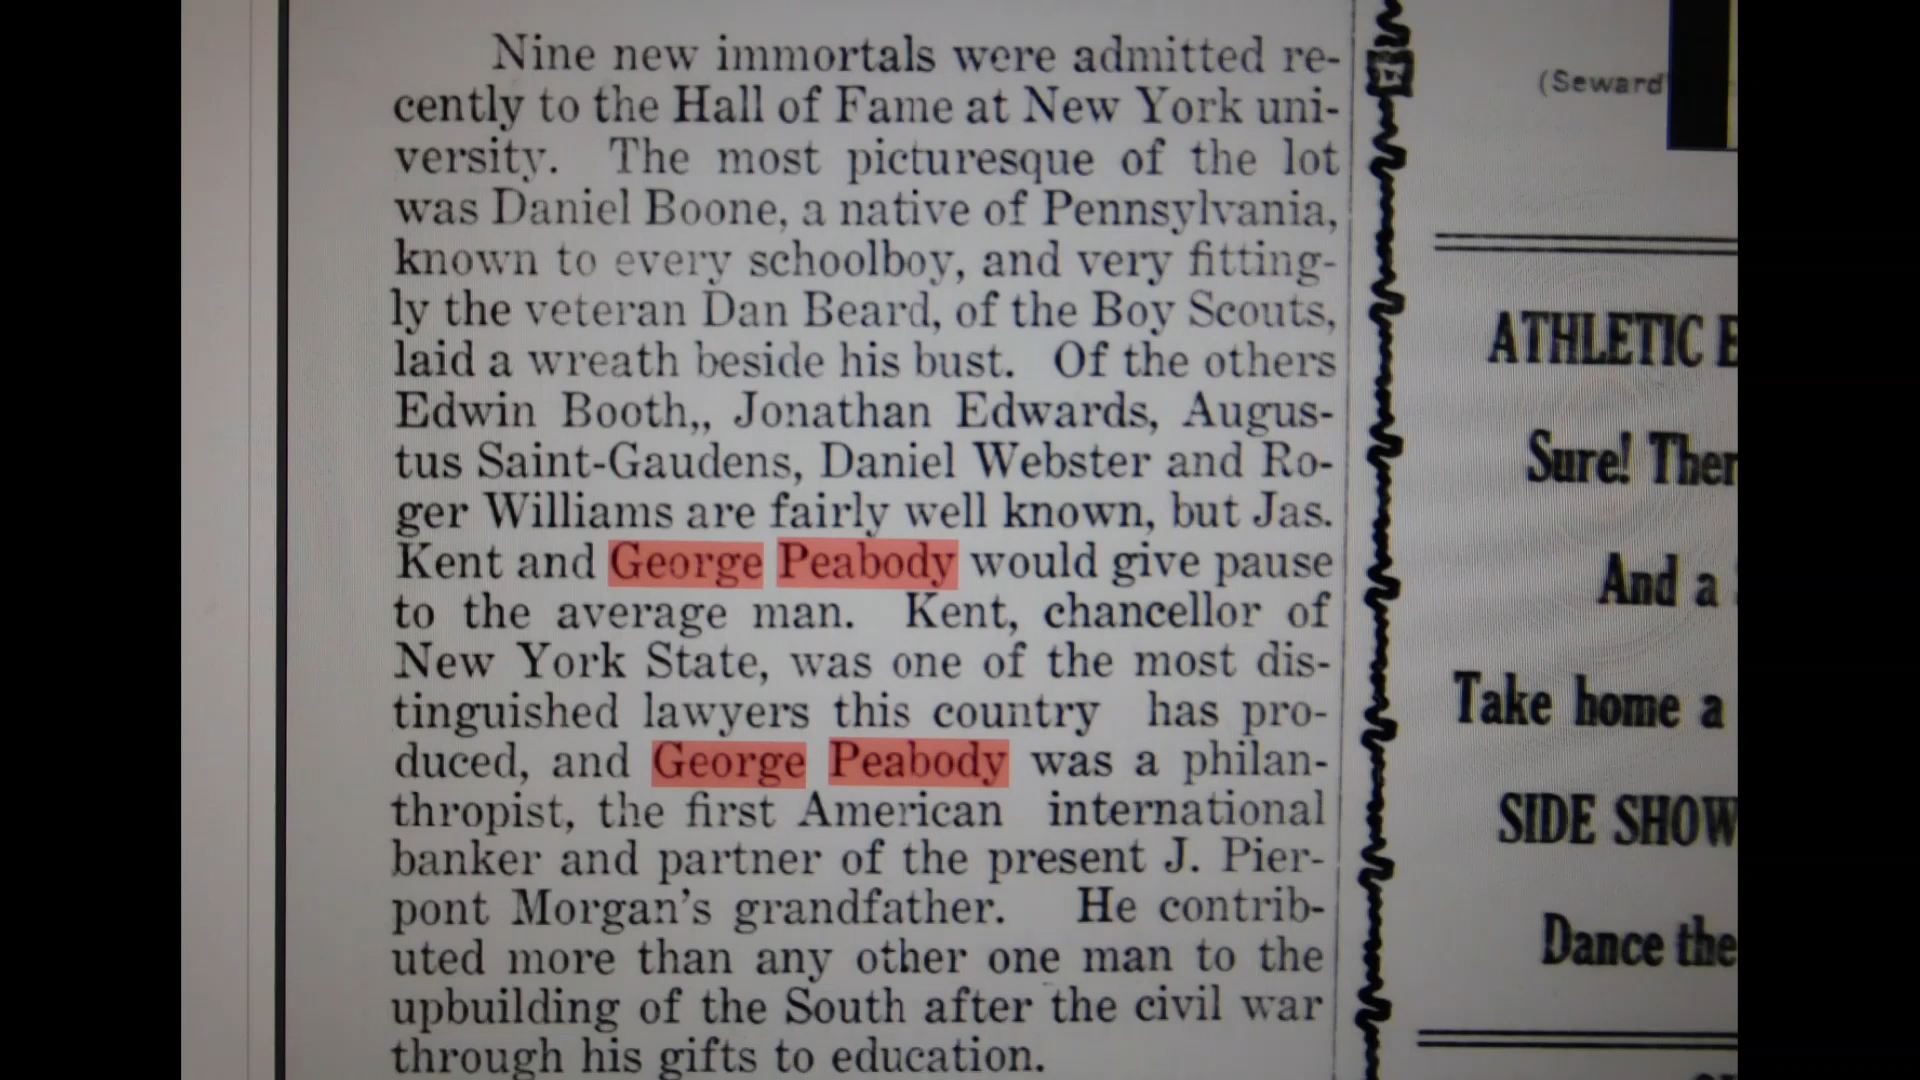 Nine new immortals were admitted re-
cently to the Hall of Fame at New York uni-
versity. The most picturesque of the lot
was Daniel Boone, a native of Pennsylvania,
known to every schoolboy, and very fitting-
ly the veteran Dan Beard, of the Boy Scouts,
laid a wreath beside his bust. Of the others
Edwin Booth,, Jonathan Edwards, Augus-
tus Saint-Gaudens, Daniel Webster and Ro-
ger Williams are fairly well known, but Jas.
Kent and George Peabody would give pause
to the average man. Kent, chancellor of
New York State, was one of the most dis-
tinguished lawyers this country has pro-
duced, and George Peabody was a philan-
thropist, the first American international
banker and partner of the present J. Pier-
pont Morgan's grandfather. He contrib-
uted more than any other one man to the
upbuilding of the South after the civil war
through his gifts to education.
(Seward
ATHLETIC E
Sure! Ther
And a
Take home a
SIDE SHOW
Dance the